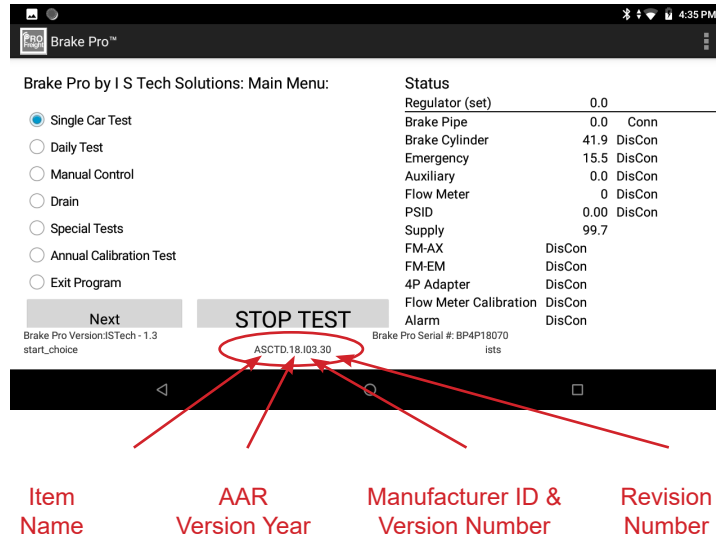 4:35 PM
PRO
Freight
Brake Pro™
Brake Pro by I S Tech Solutions: Main Menu:
Single Car Test
Daily Test
Manual Control
Drain
Special Tests
Annual Calibration Test
Exit Program
Next
STOP TEST
Status
Regulator (set) 0.0
Brake Pipe 0.0 Conn
Brake Cylinder 41.9 DisCon
Emergency 15.5 DisCon
Auxiliary 0.0 DisCon
Flow Meter 0 DisCon
PSID 0.00 DisCon
Supply 99.7
FM-AX DisCon
FM-EM DisCon
4P Adapter DisCon
Flow Meter Calibration DisCon
Alarm DisCon
Brake Pro Version:ISTech - 1.3
Brake Pro Serial #: BP4P18070
start_choice
ASCTD.18.I03.30
ists
Item
Name
AAR
Version Year
Manufacturer ID &
Version Number
Revision
Number